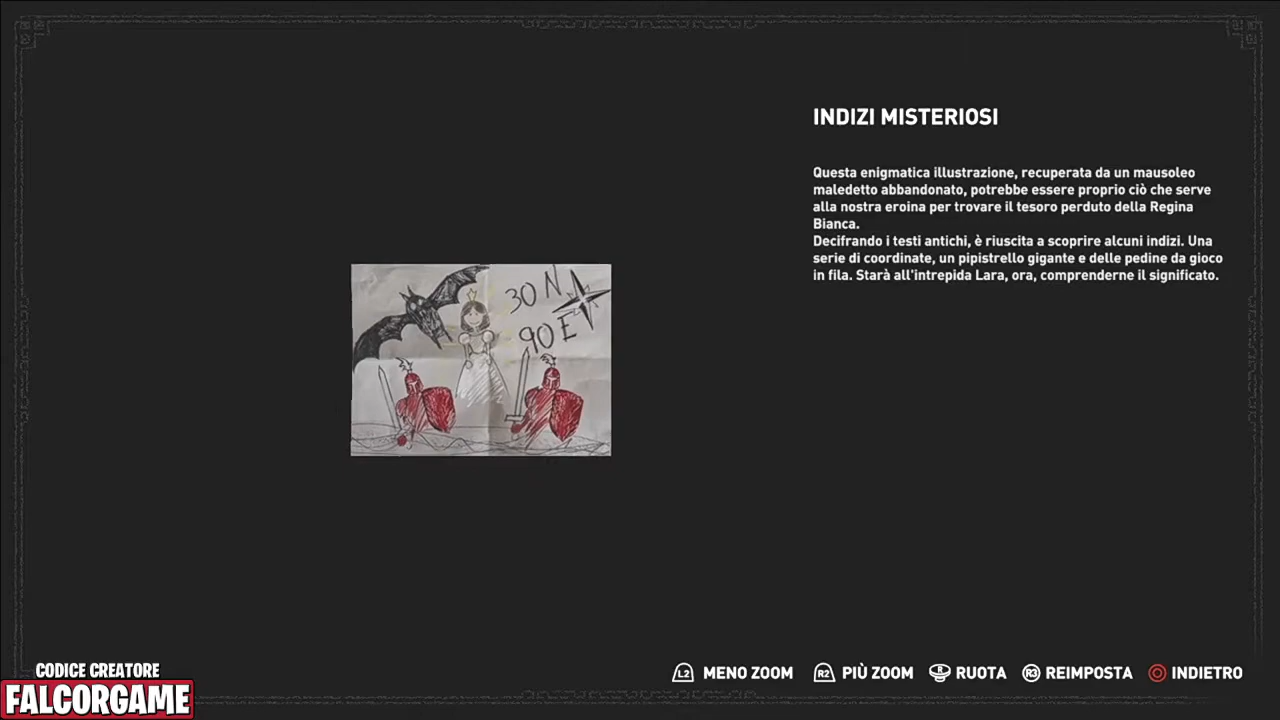 INDIZI MISTERIOSI
Questa enigmatica illustrazione, recuperata da un mausoleo
maledetto abbandonato, potrebbe essere proprio ciò che serve
alla nostra eroina per trovare il tesoro perduto della Regina
Bianca.
Decifrando i testi antichi, è riuscita a scoprire alcuni indizi. Una
serie di coordinate, un pipistrello gigante e delle pedine da gioco
in fila. Starà all'intrepida Lara, ora, comprenderne il significato.
30 N
90 E
L2 MENO ZOOM R2 PIÙ ZOOM R RUOTA R3 REIMPOSTA INDIETRO
CODICE CREATORE
FALCORGAME